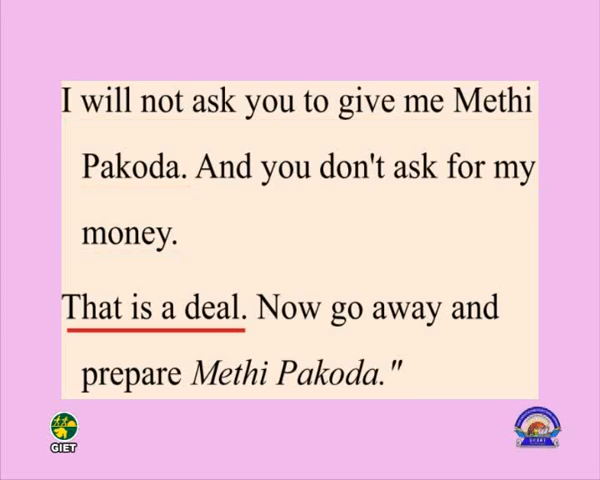 I will not ask you to give me Methi
Pakoda. And you don't ask for my
money.
That is a deal. Now go away and
prepare Methi Pakoda."
GIET